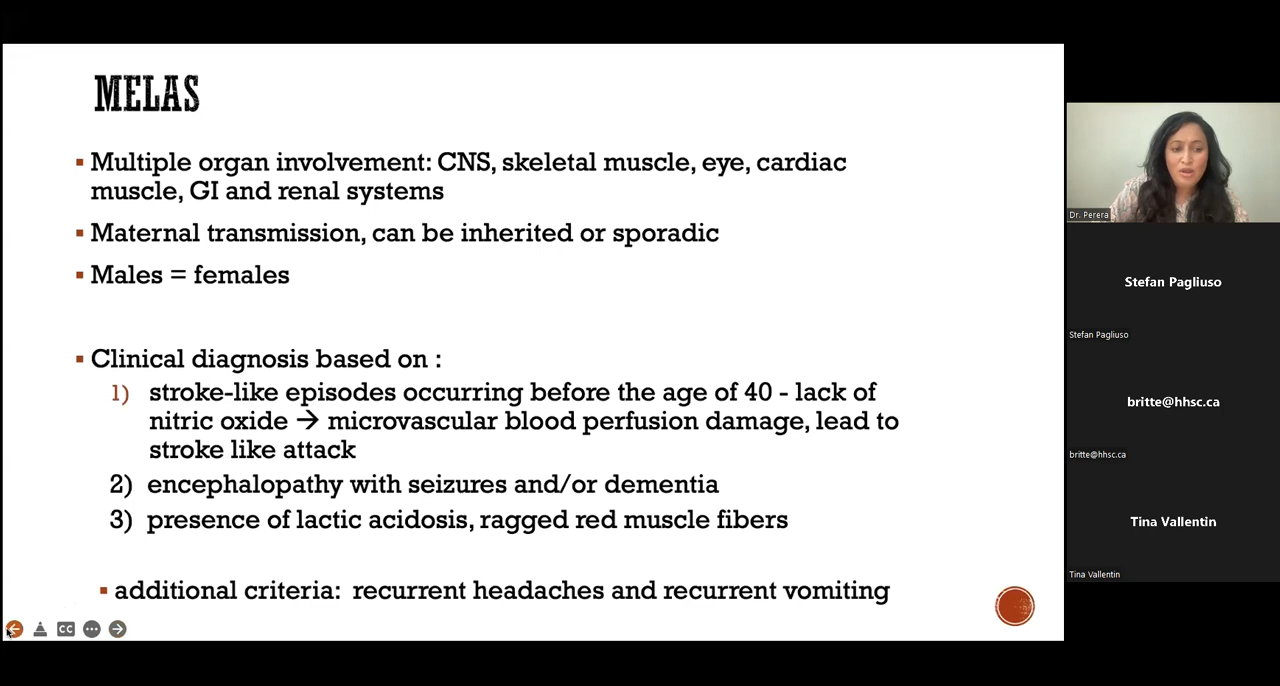 MELAS
▪ Multiple organ involvement: CNS, skeletal muscle, eye, cardiac
muscle, GI and renal systems
▪ Maternal transmission, can be inherited or sporadic
▪ Males = females
▪ Clinical diagnosis based on :
1) stroke-like episodes occurring before the age of 40 - lack of
nitric oxide → microvascular blood perfusion damage, lead to
stroke like attack
2) encephalopathy with seizures and/or dementia
3) presence of lactic acidosis, ragged red muscle fibers
▪ additional criteria: recurrent headaches and recurrent vomiting
CC
Dr. Perera
Stefan Pagliuso
Stefan Pagliuso
britte@hhsc.ca
britte@hhsc.ca
Tina Vallentin
Tina Vallentin